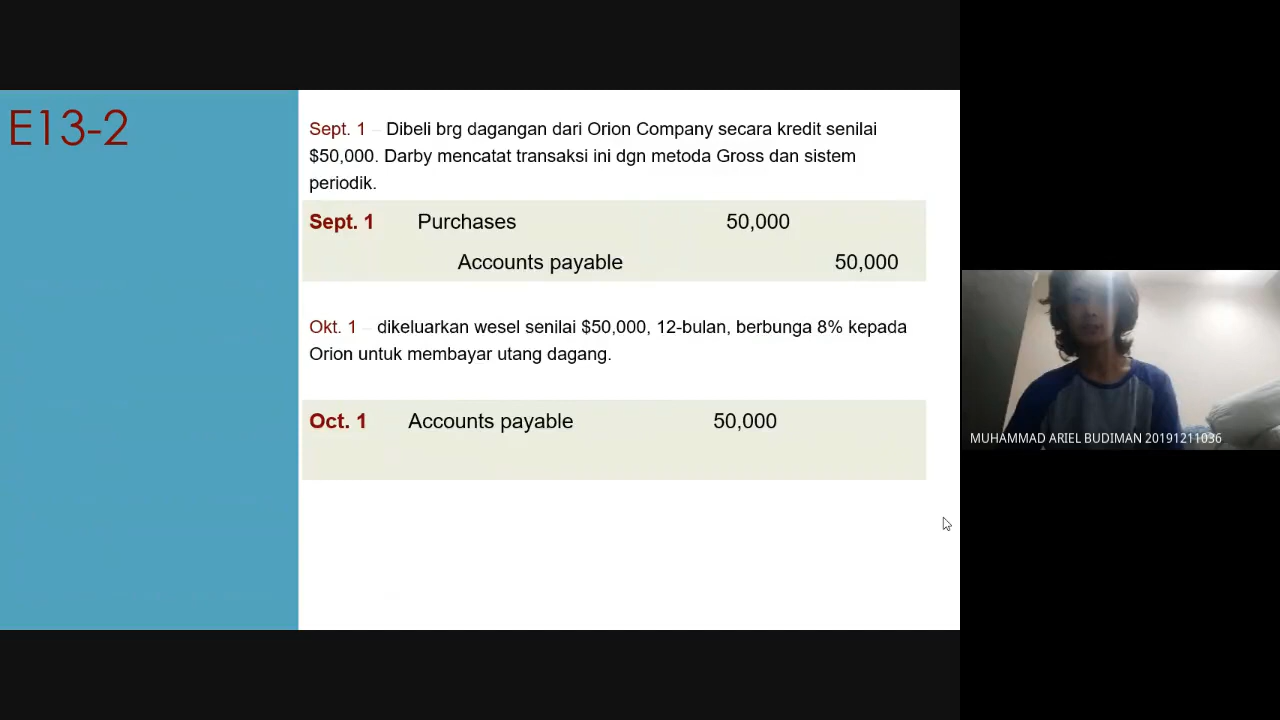 E13-2
Sept. 1 – Dibeli brg dagangan dari Orion Company secara kredit senilai
$50,000. Darby mencatat transaksi ini dgn metoda Gross dan sistem
periodik.
Sept. 1 Purchases 50,000
Accounts payable 50,000
Okt. 1 – dikeluarkan wesel senilai $50,000, 12-bulan, berbunga 8% kepada
Orion untuk membayar utang dagang.
Oct. 1 Accounts payable 50,000
MUHAMMAD ARIEL BUDIMAN 20191211036